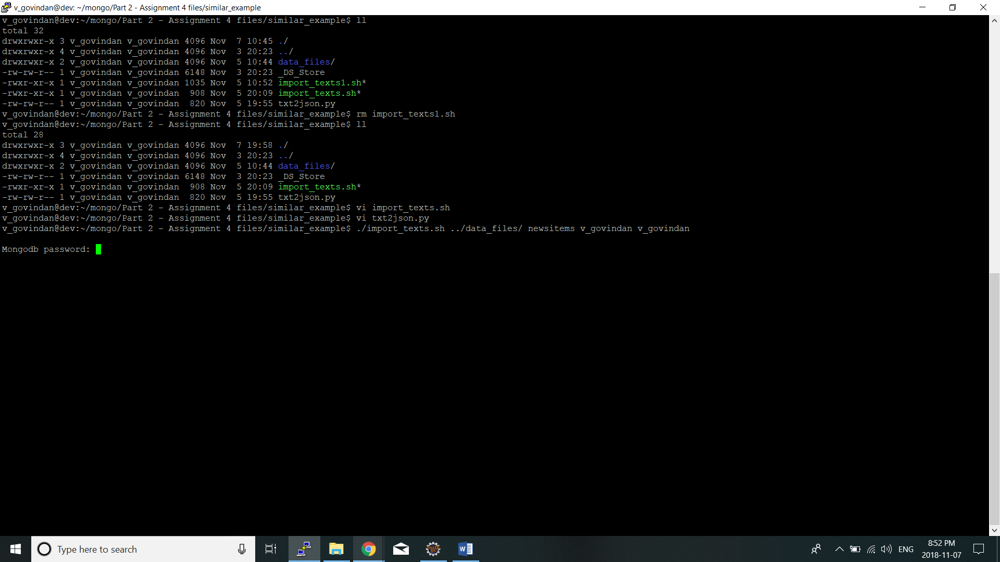 v_govindan@dev: ~/mongo/Part 2 - Assignment 4 files/similar_example
v_govindan@dev:~/mongo/Part 2 - Assignment 4 files/similar_example$ ll
total 32
drwxrwxr-x 3 v_govindan v_govindan 4096 Nov  7 10:45 ./
drwxrwxr-x 4 v_govindan v_govindan 4096 Nov  3 20:23 ../
drwxrwxr-x 2 v_govindan v_govindan 4096 Nov  5 10:44 data_files/
-rw-rw-r-- 1 v_govindan v_govindan 6148 Nov  3 20:23 _DS_Store
-rwxr-xr-x 1 v_govindan v_govindan 1035 Nov  5 10:52 import_texts1.sh*
-rwxr-xr-x 1 v_govindan v_govindan  908 Nov  5 20:09 import_texts.sh*
-rw-rw-r-- 1 v_govindan v_govindan  820 Nov  5 19:55 txt2json.py
v_govindan@dev:~/mongo/Part 2 - Assignment 4 files/similar_example$ rm import_texts1.sh
v_govindan@dev:~/mongo/Part 2 - Assignment 4 files/similar_example$ ll
total 28
drwxrwxr-x 3 v_govindan v_govindan 4096 Nov  7 19:58 ./
drwxrwxr-x 4 v_govindan v_govindan 4096 Nov  3 20:23 ../
drwxrwxr-x 2 v_govindan v_govindan 4096 Nov  5 10:44 data_files/
-rw-rw-r-- 1 v_govindan v_govindan 6148 Nov  3 20:23 _DS_Store
-rwxr-xr-x 1 v_govindan v_govindan  908 Nov  5 20:09 import_texts.sh*
-rw-rw-r-- 1 v_govindan v_govindan  820 Nov  5 19:55 txt2json.py
v_govindan@dev:~/mongo/Part 2 - Assignment 4 files/similar_example$ vi import_texts.sh
v_govindan@dev:~/mongo/Part 2 - Assignment 4 files/similar_example$ vi txt2json.py
v_govindan@dev:~/mongo/Part 2 - Assignment 4 files/similar_example$ ./import_texts.sh ../data_files/ newsitems v_govindan v_govindan
Mongodb password:
Type here to search
ENG
8:52 PM
2018-11-07